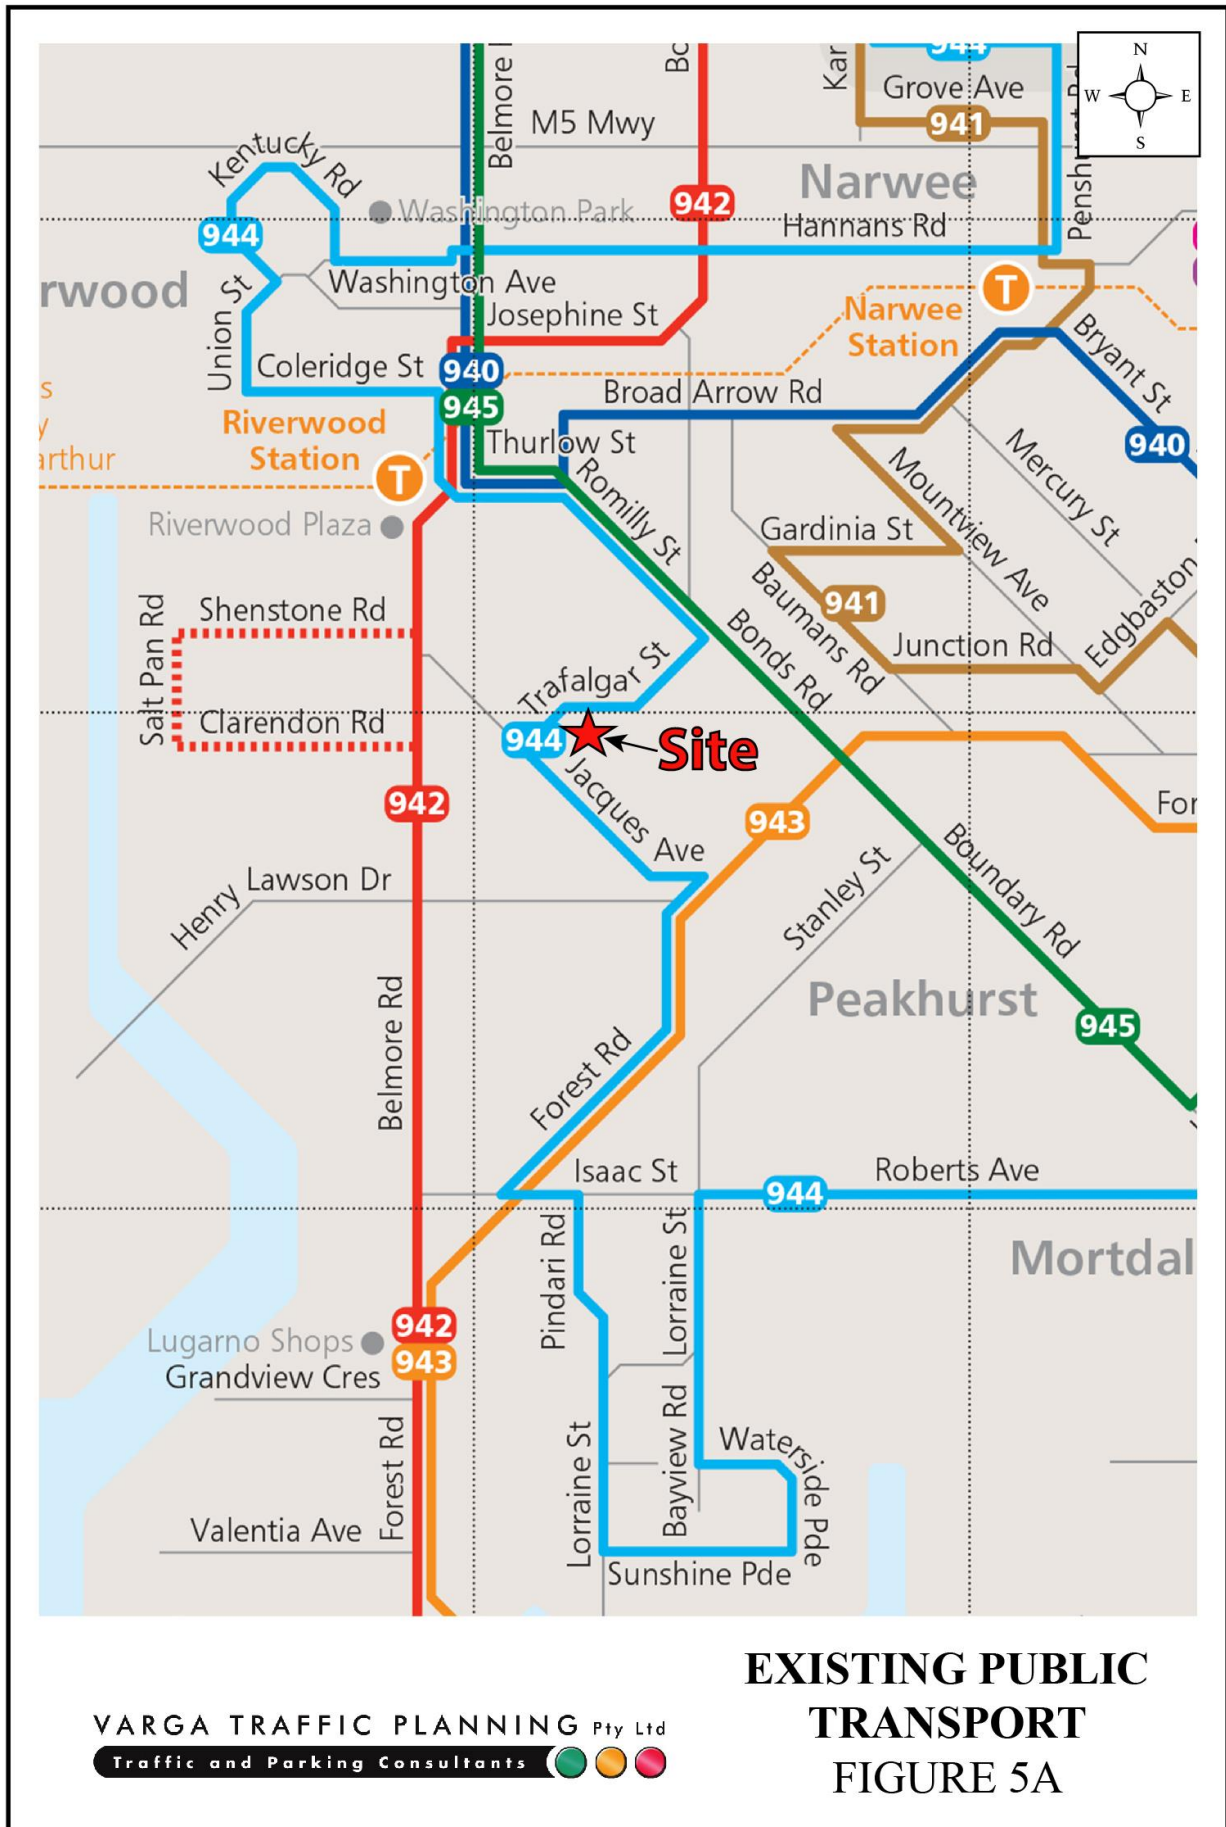 N
W E
S
Belmore
Bo
Kar
944
Grove Ave
941
M5 Mwy
Narwee
Kentucky Rd
Washington Park
942
Hannans Rd
944
rwood
Washington Ave
Union St
Josephine St
T
Narwee
Station
Coleridge St
940
945
Broad Arrow Rd
Bryant St
940
s
y
arthur
Riverwood
Station
T
Thurlow St
Romilly St
Mercury St
Mountview Ave
Riverwood Plaza
Gardinia St
Baumans Rd
941
Edgbaston
Salt Pan Rd
Shenstone Rd
Bonds Rd
Junction Rd
Trafalgar St
Clarendon Rd
944
Site
Jacques Ave
942
943
For
Boundary Rd
Stanley St
Henry Lawson Dr
Peakhurst
945
Belmore Rd
Forest Rd
Isaac St
944
Roberts Ave
Pindari Rd
Lorraine St
Mortdal
942
Lugarno Shops
943
Grandview Cres
Forest Rd
Lorraine St
Bayview Rd
Waterside Pde
Valentia Ave
Sunshine Pde
EXISTING PUBLIC
TRANSPORT
FIGURE 5A
VARGA TRAFFIC PLANNING Pty Ltd
Traffic and Parking Consultants